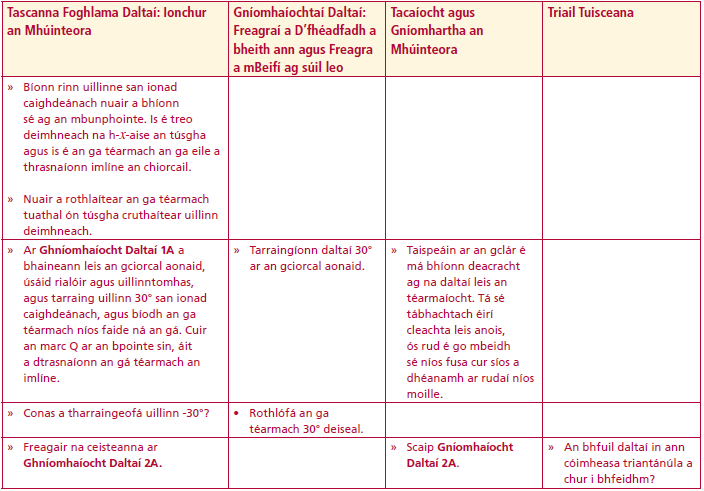 Tascanna Foghlama Daltaí: Ionchur
an Mhúinteora
Gníomhaíochtaí Daltaí:
Freagraí a D'fhéadfadh a
bheith ann agus Freagra
a mBeifí ag súil leo
Tacaíocht agus
Gníomhartha an
Mhúinteora
Triail Tuisceana
» Bíonn rinn uillinne san ionad
caighdeánach nuair a bhíonn
sé ag an mbunphointe. Is é treo
deimhneach na h-x-aise an túsgha
agus is é an ga téarmach an ga eile a
thrasnaíonn imlíne an chiorcail.
» Nuair a rothlaítear an ga téarmach
tuathal ón túsgha cruthaítear uillinn
deimhneach.
» Ar Ghníomhaíocht Daltaí 1A a
bhaineann leis an gciorcal aonaid,
úsáid rialóir agus uillinntomhas,
agus tarraing uillinn 30° san ionad
caighdeánach, agus bíodh an ga
téarmach níos faide ná an gá. Cuir
an marc Q ar an bpointe sin, áit
a dtrasnaíonn an gá téarmach an
imlíne.
» Tarraingíonn daltaí 30°
ar an gciorcal aonaid.
» Taispeáin ar an gclár é
má bhíonn deacracht
ag na daltaí leis an
téarmaíocht. Tá sé
tábhachtach éirí
cleachta leis anois,
ós rud é go mbeidh
sé níos fusa cur síos a
dhéanamh ar rudaí níos
moille.
» Conas a tharraingeofá uillinn -30°?
• Rothlófá an ga
téarmach 30° deiseal.
» Freagair na ceisteanna ar
Ghníomhaíocht Daltaí 2A.
» Scaip Gníomhaíocht
Daltaí 2A.
» An bhfuil daltaí in ann
cóimheasa triantánúla a
chur i bhfeidhm?